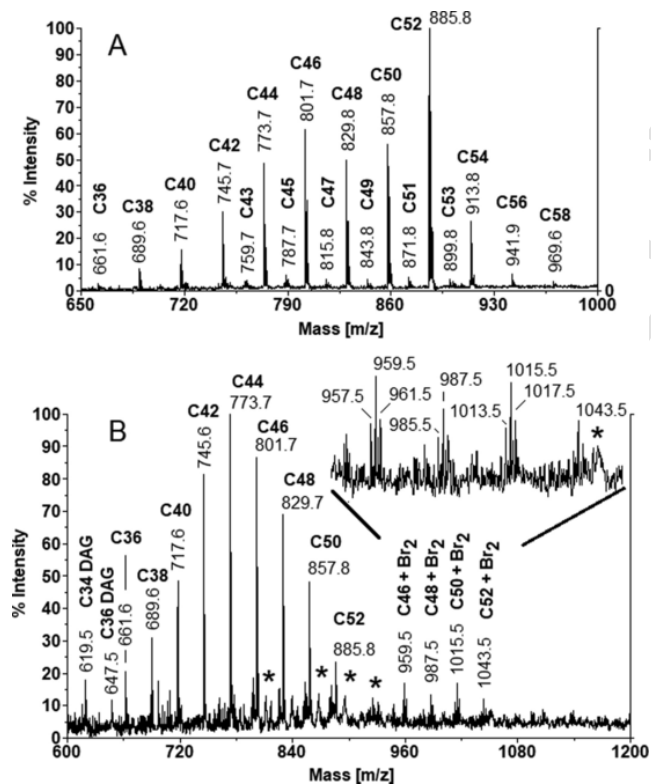 A
% Intensity
100
90
80
70
60
50
40
30
20
10
0
650
720
790
860
930
1000
0
Mass [m/z]
C36
661.6
C38
689.6
C40
717.6
C42
745.7
C43
759.7
C44
773.7
C45
787.7
C46
801.7
C47
815.8
C48
829.8
C49
843.8
C50
857.8
C51
871.8
C52
885.8
C53
899.8
C54
913.8
C56
941.9
C58
969.6
B
% Intensity
100
90
80
70
60
50
40
30
20
10
0
600
720
840
960
1080
1200
Mass [m/z]
C34 DAG
619.5
C36 DAG
647.5
C36
661.6
C38
689.6
C40
717.6
C42
745.6
C44
773.7
C46
801.7
C48
829.7
C50
857.8
C52
885.8
*
*
*
*
C46 + Br2
959.5
C48 + Br2
987.5
C50 + Br2
1015.5
C52 + Br2
1043.5
957.5
959.5
961.5
985.5
987.5
1013.5
1015.5
1017.5
1043.5
*